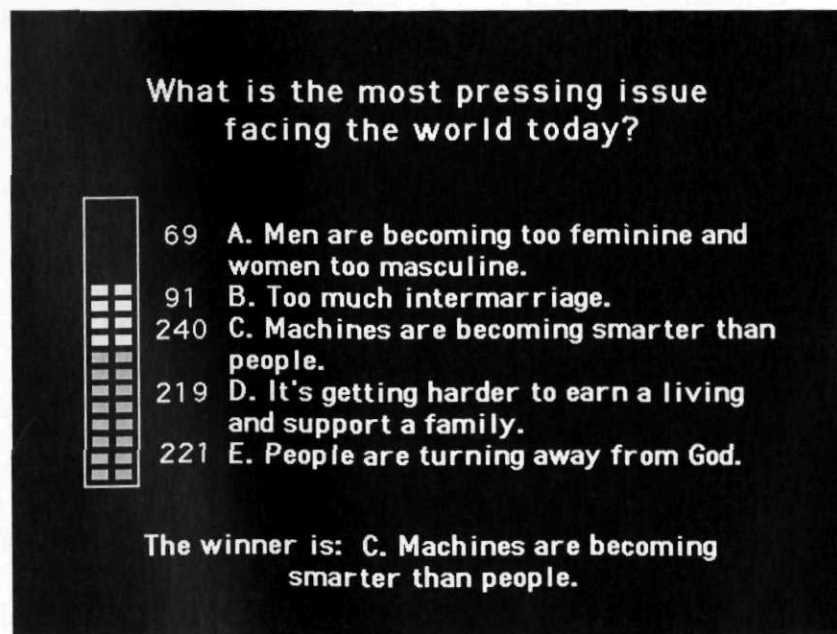 What is the most pressing issue
facing the world today?
69 A. Men are becoming too feminine and
women too masculine.
91 B. Too much intermarriage.
240 C. Machines are becoming smarter than
people.
219 D. It's getting harder to earn a living
and support a family.
221 E. People are turning away from God.
The winner is: C. Machines are becoming
smarter than people.